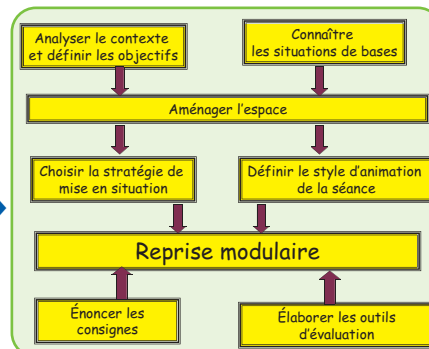 Analyser le contexte
et définir les objectifs
Connaître
les situations de bases
Aménager l'espace
Choisir la stratégie de
mise en situation
Définir le style d'animation
de la séance
Reprise modulaire
Énoncer les
consignes
Élaborer les outils
d'évaluation